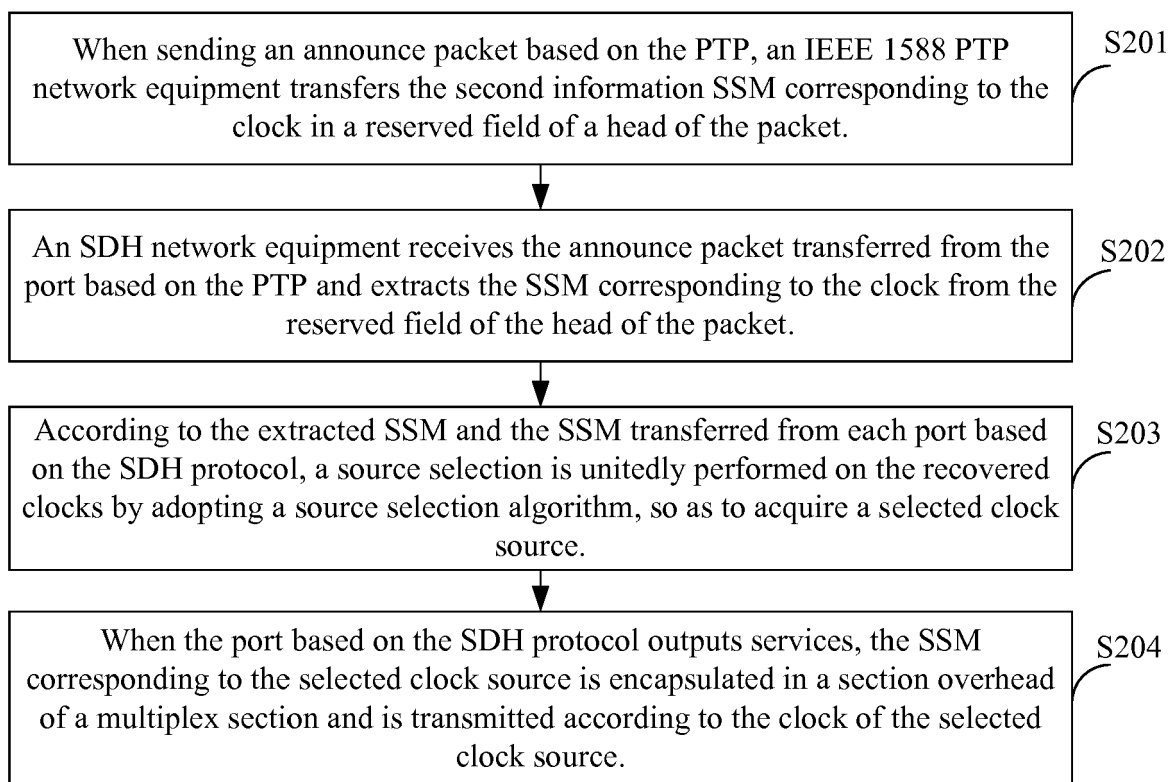 When sending an announce packet based on the PTP, an IEEE 1588 PTP
network equipment transfers the second information SSM corresponding to the
clock in a reserved field of a head of the packet.
S201
An SDH network equipment receives the announce packet transferred from the
port based on the PTP and extracts the SSM corresponding to the clock from the
reserved field of the head of the packet.
S202
According to the extracted SSM and the SSM transferred from each port based
on the SDH protocol, a source selection is unitedly performed on the recovered
clocks by adopting a source selection algorithm, so as to acquire a selected clock
source.
S203
When the port based on the SDH protocol outputs services, the SSM
corresponding to the selected clock source is encapsulated in a section overhead
of a multiplex section and is transmitted according to the clock of the selected
clock source.
S204